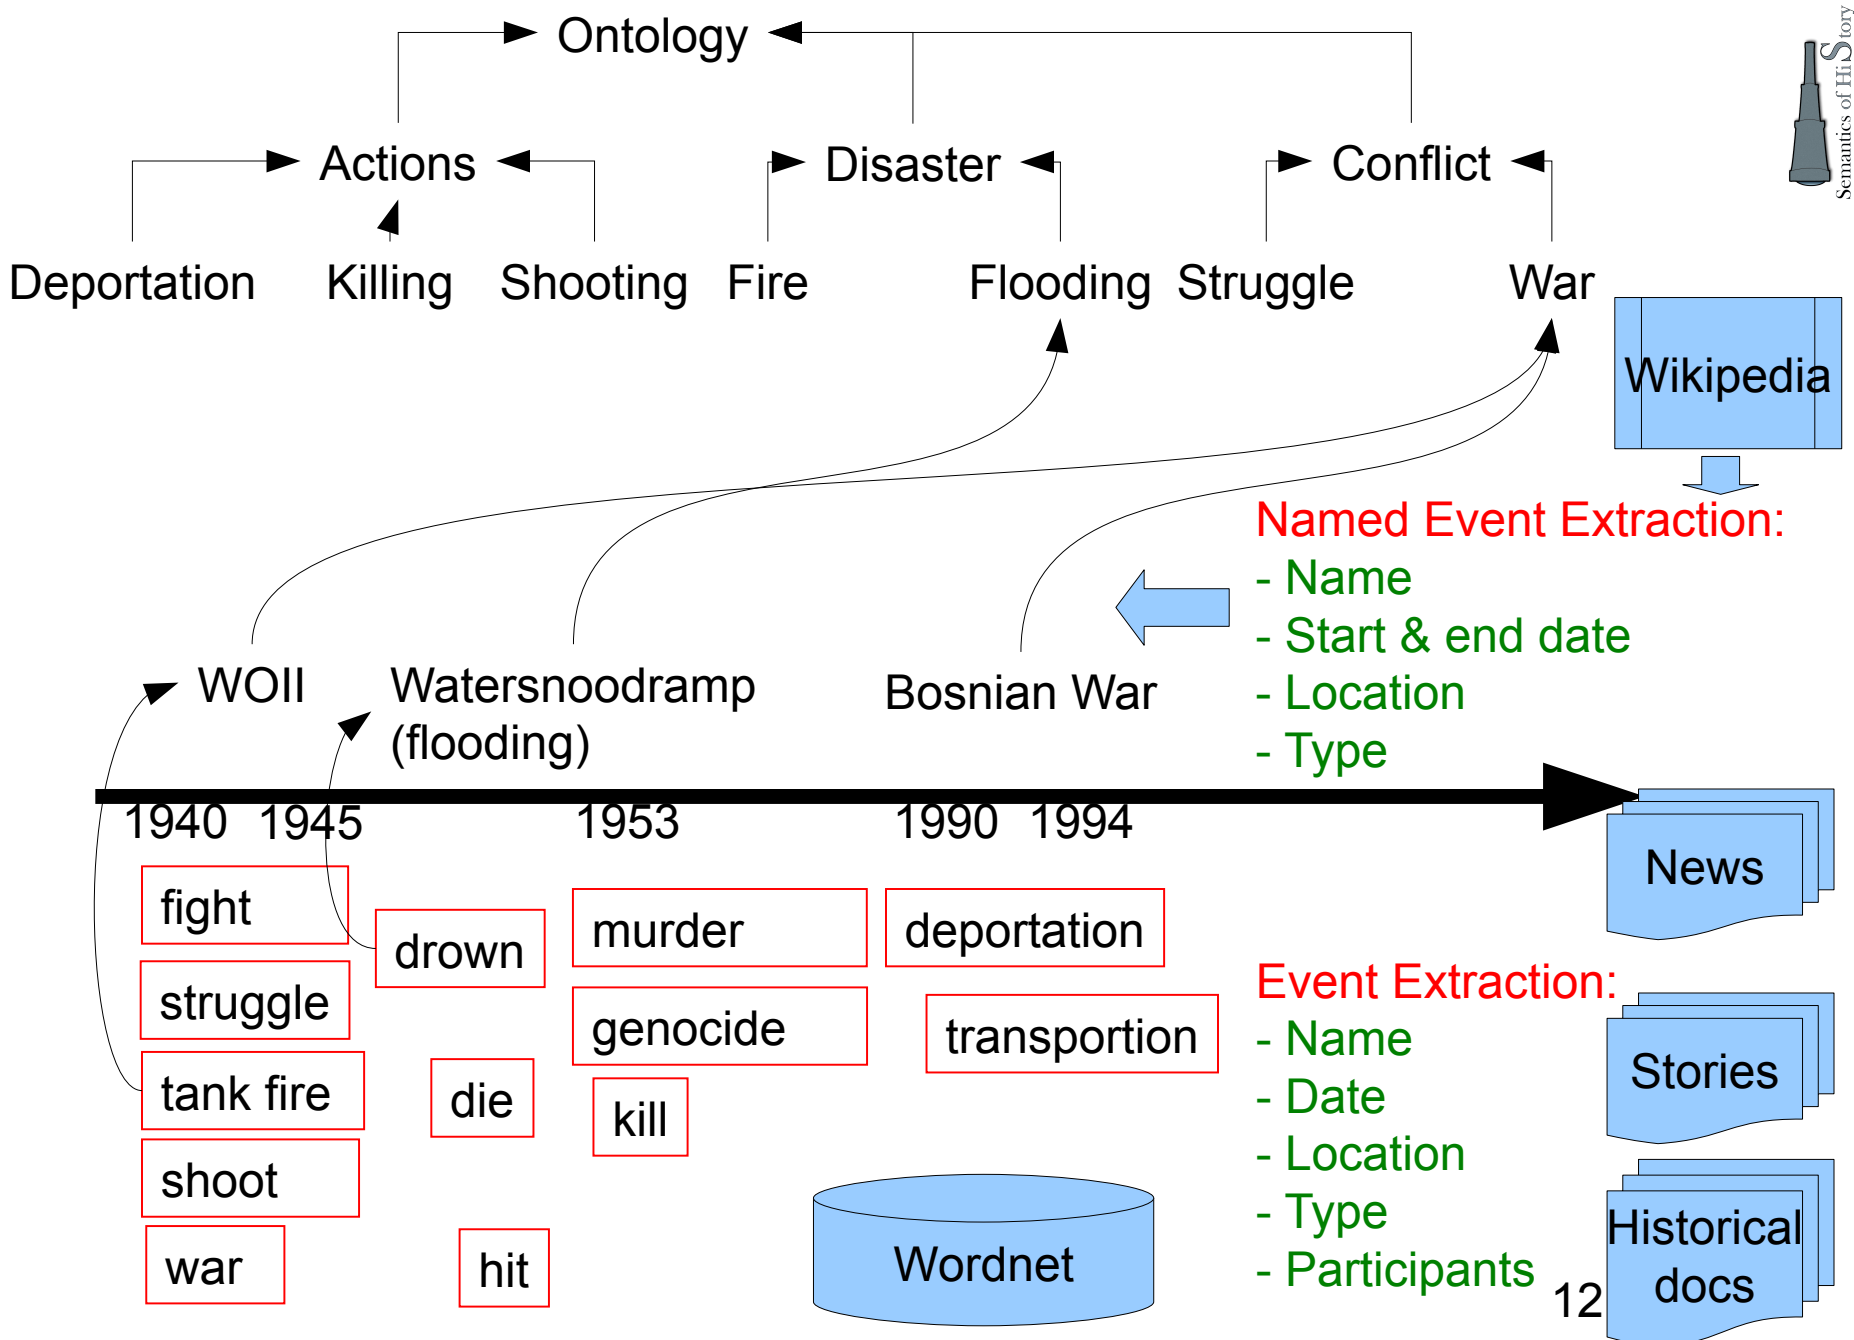 Ontology
Semantics of HiStory
Actions
Disaster
Conflict
Deportation
Killing
Shooting
Fire
Flooding
Struggle
War
Wikipedia
Named Event Extraction:
- Name
- Start & end date
- Location
- Type
WOII
Watersnoodramp
(flooding)
Bosnian War
1940
1945
1953
1990
1994
News
fight
drown
murder
deportation
struggle
genocide
transportion
tank fire
die
kill
shoot
war
hit
Wordnet
Event Extraction:
- Name
- Date
- Location
- Type
- Participants
Stories
Historical
docs
12